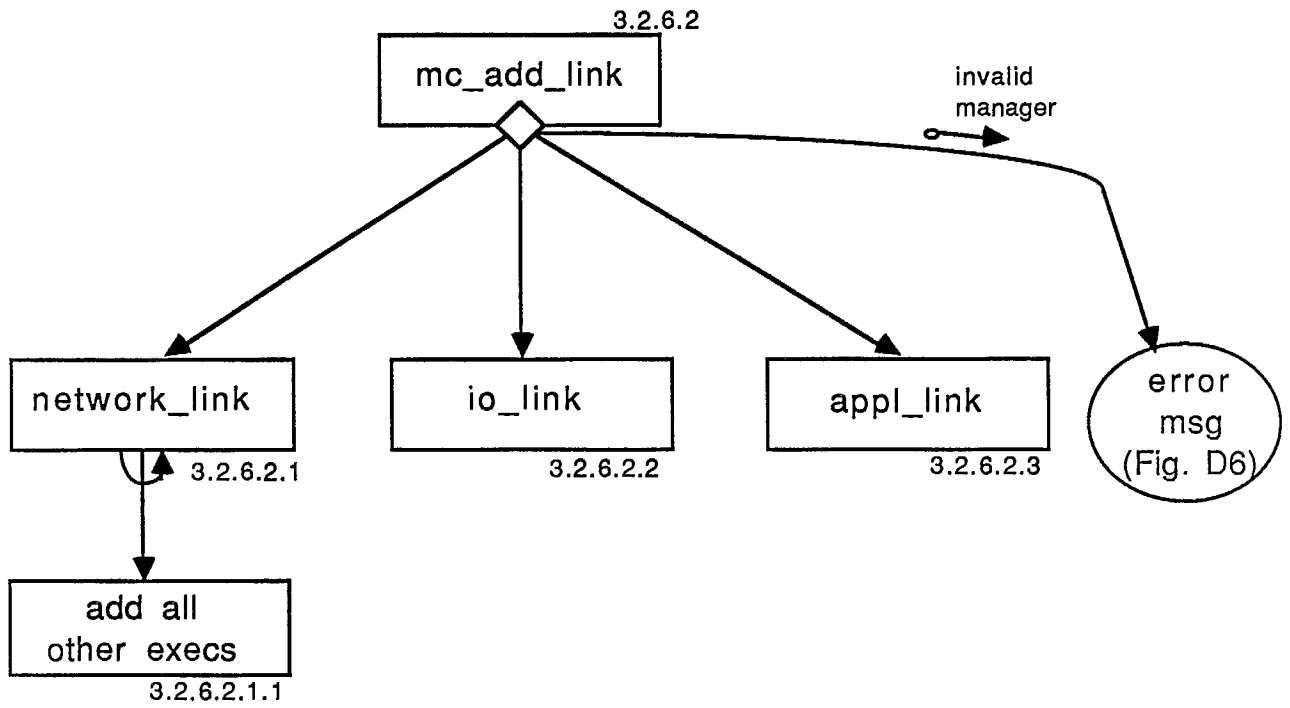 3.2.6.2
mc_add_link
invalid
manager
network_link
io_link
appl_link
error
msg
(Fig. D6)
3.2.6.2.1
3.2.6.2.2
3.2.6.2.3
add all
other execs
3.2.6.2.1.1